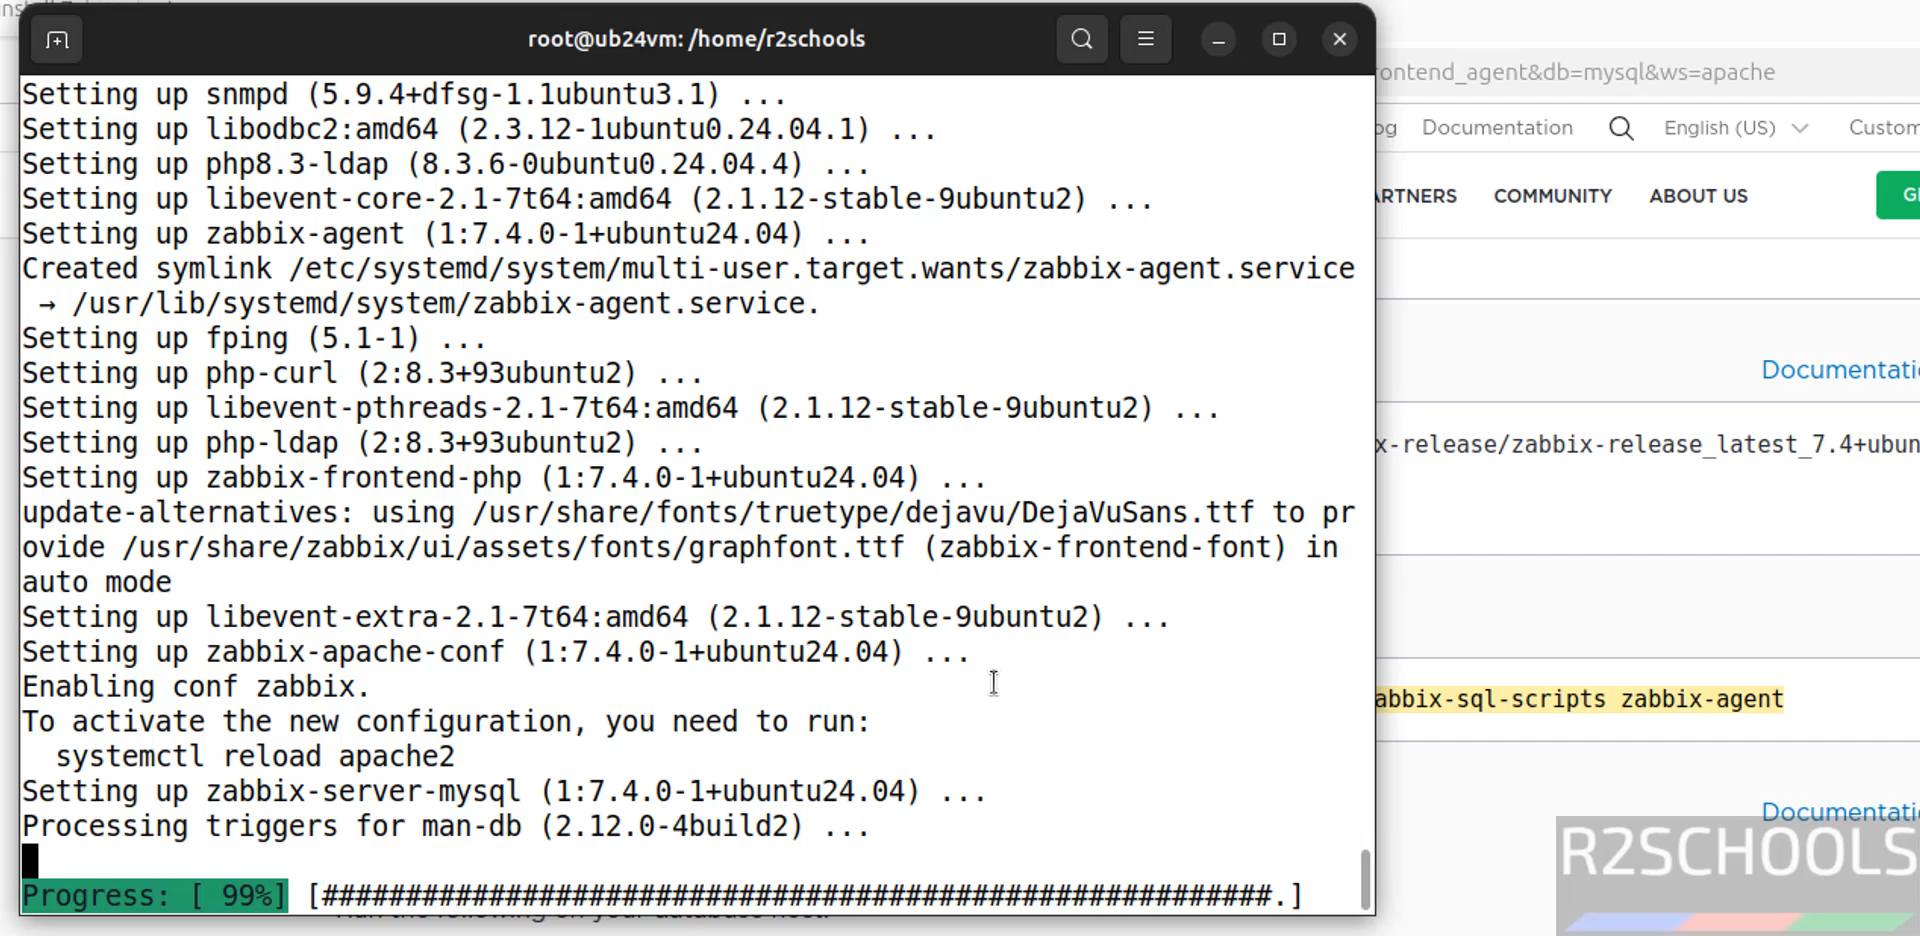 root@ub24vm: /home/r2schools
Setting up snmpd (5.9.4+dfsg-1.1ubuntu3.1) ...
Setting up libodbc2:amd64 (2.3.12-1ubuntu0.24.04.1) ...
Setting up php8.3-ldap (8.3.6-0ubuntu0.24.04.4) ...
Setting up libevent-core-2.1-7t64:amd64 (2.1.12-stable-9ubuntu2) ...
Setting up zabbix-agent (1:7.4.0-1+ubuntu24.04) ...
Created symlink /etc/systemd/system/multi-user.target.wants/zabbix-agent.service
→ /usr/lib/systemd/system/zabbix-agent.service.
Setting up fping (5.1-1) ...
Setting up php-curl (2:8.3+93ubuntu2) ...
Setting up libevent-pthreads-2.1-7t64:amd64 (2.1.12-stable-9ubuntu2) ...
Setting up php-ldap (2:8.3+93ubuntu2) ...
Setting up zabbix-frontend-php (1:7.4.0-1+ubuntu24.04) ...
update-alternatives: using /usr/share/fonts/truetype/dejavu/DejaVuSans.ttf to pr
ovide /usr/share/zabbix/ui/assets/fonts/graphfont.ttf (zabbix-frontend-font) in
auto mode
Setting up libevent-extra-2.1-7t64:amd64 (2.1.12-stable-9ubuntu2) ...
Setting up zabbix-apache-conf (1:7.4.0-1+ubuntu24.04) ...
Enabling conf zabbix.
To activate the new configuration, you need to run:
  systemctl reload apache2
Setting up zabbix-server-mysql (1:7.4.0-1+ubuntu24.04) ...
Processing triggers for man-db (2.12.0-4build2) ...
Progress: [ 99%] [#########################################################.]
ontend_agent&db=mysql&ws=apache
og Documentation English (US) Custom
ARTNERS COMMUNITY ABOUT US G
Documentati
x-release/zabbix-release_latest_7.4+ubun
abbix-sql-scripts zabbix-agent
Documentati
R2SCHOOLS